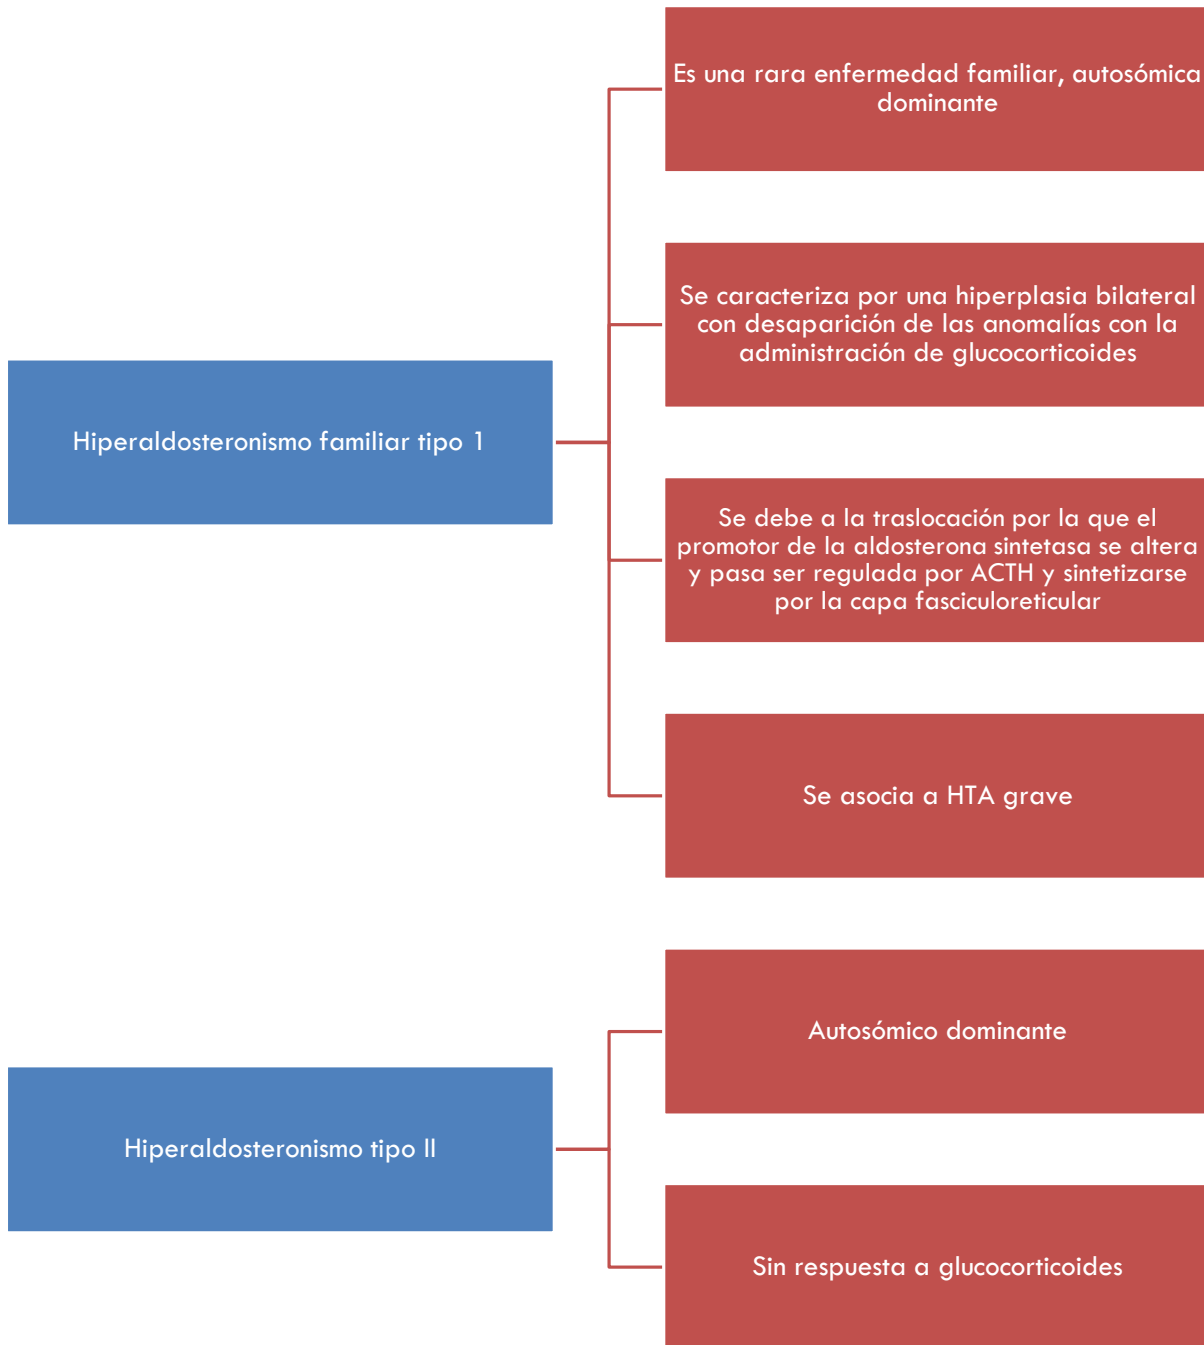 Es una rara enfermedad familiar, autosómica
dominante
Se caracteriza por una hiperplasia bilateral
con desaparición de las anomalías con la
administración de glucocorticoides
Hiperaldosteronismo familiar tipo 1
Se debe a la traslocación por la que el
promotor de la aldosterona sintetasa se altera
y pasa ser regulada por ACTH y sintetizarse
por la capa fasciculoreticular
Se asocia a HTA grave
Autosómico dominante
Hiperaldosteronismo tipo II
Sin respuesta a glucocorticoides